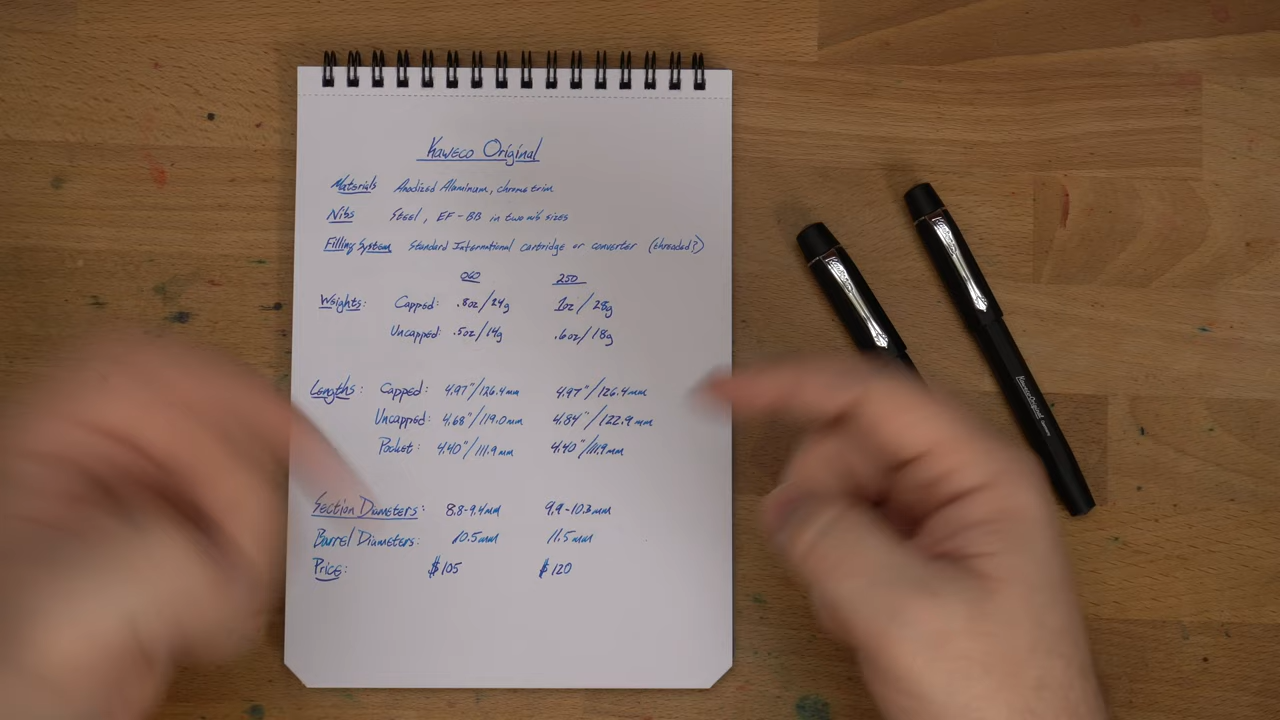 Kaweco Original
Materials Anodized Aluminum, chrome trim
Nibs Steel, EF-BB in two nib sizes
Filling System Standard International cartridge or converter (threaded?)
060 250
Weights: Capped: .8oz/24g 1oz/28g
Uncapped: .5oz/14g .6oz/18g
Lengths: Capped: 4.97"/126.4mm 4.97"/126.4mm
Uncapped: 4.68"/119.0mm 4.84"/122.9mm
Pocket: 4.40"/111.9mm 4.40"/111.9mm
Section Diameters: 8.8-9.4mm 9.9-10.3mm
Barrel Diameters: 10.5mm 11.5mm
Price: $105 $120
Kaweco Original